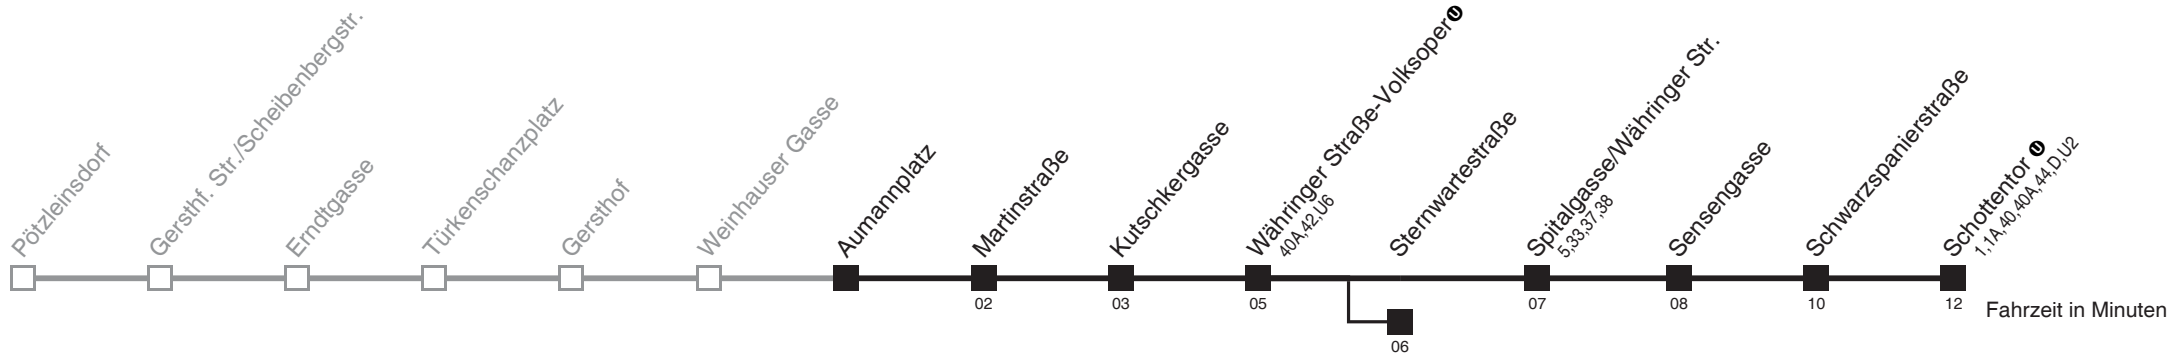 Pötzleinsdorf
Gersthf. Str./Scheibenbergstr.
Erndtgasse
Türkenschanzplatz
Gersthof
Weinhauser Gasse
Aumannplatz
Martinstraße
02
Kutschkergasse
03
Währinger Straße-Volksoper U
40A,42,U6
05
Sternwartestraße
06
Spitalgasse/Währinger Str.
5,33,37,38
07
Sensengasse
08
Schwarzspanierstraße
10
Schottentor U
1,1A,40,40A,44,D,U2
12
Fahrzeit in Minuten